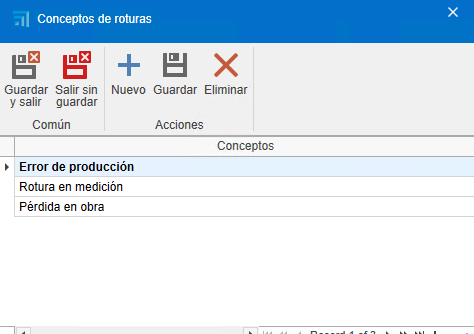 Conceptos de roturas
Guardar y salir
Salir sin guardar
Nuevo
Guardar
Eliminar
Común
Acciones
Conceptos
Error de producción
Rotura en medición
Pérdida en obra
Record 1 of 3